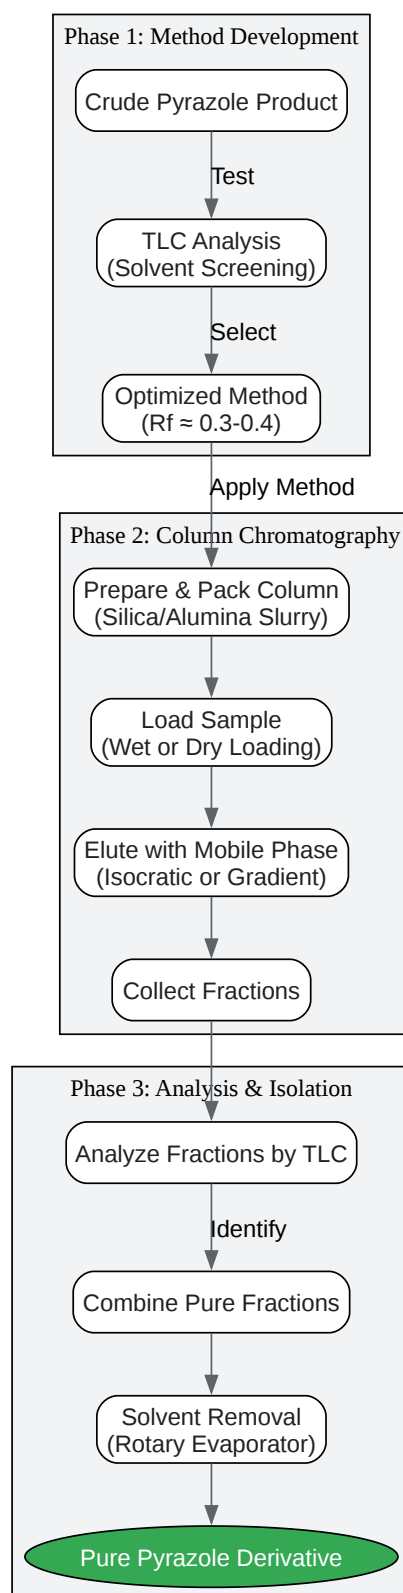 Phase 1: Method Development
Crude Pyrazole Product
Test
TLC Analysis
(Solvent Screening)
Select
Optimized Method
(Rf ≈ 0.3-0.4)
Apply Method
Phase 2: Column Chromatography
Prepare & Pack Column
(Silica/Alumina Slurry)
Load Sample
(Wet or Dry Loading)
Elute with Mobile Phase
(Isocratic or Gradient)
Collect Fractions
Phase 3: Analysis & Isolation
Analyze Fractions by TLC
Identify
Combine Pure Fractions
Solvent Removal
(Rotary Evaporator)
Pure Pyrazole Derivative